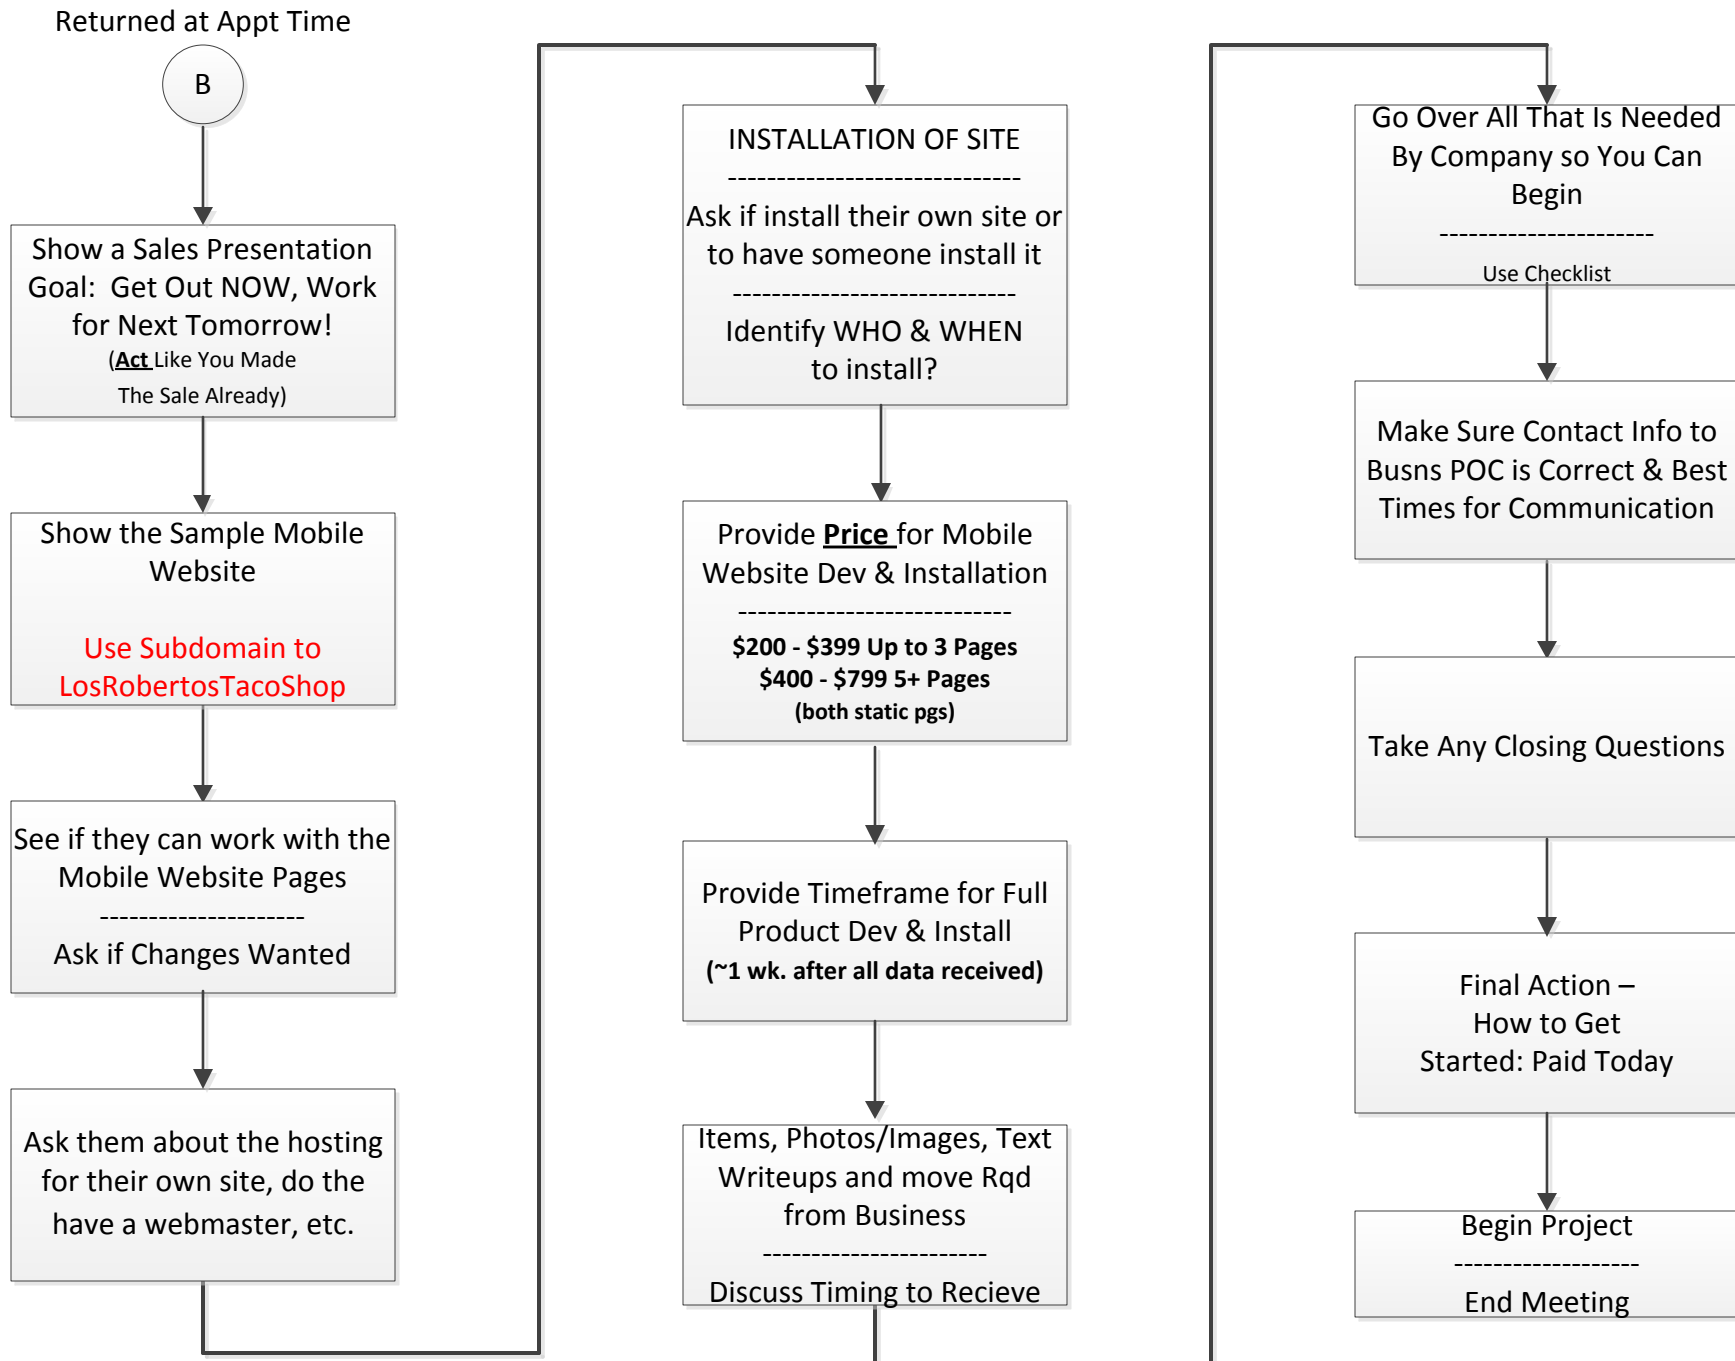 Returned at Appt Time
B
Show a Sales Presentation
Goal:  Get Out NOW, Work
for Next Tomorrow!
(Act Like You Made
The Sale Already)
Show the Sample Mobile
Website
Use Subdomain to
LosRobertosTacoShop
See if they can work with the
Mobile Website Pages
---------------------
Ask if Changes Wanted
Ask them about the hosting
for their own site, do the
have a webmaster, etc.
INSTALLATION OF SITE
------------------------------
Ask if install their own site or
to have someone install it
-----------------------------
Identify WHO & WHEN
to install?
Provide Price for Mobile
Website Dev & Installation
----------------------------
$200 - $399 Up to 3 Pages
$400 - $799 5+ Pages
(both static pgs)
Provide Timeframe for Full
Product Dev & Install
(~1 wk. after all data received)
Items, Photos/Images, Text
Writeups and move Rqd
from Business
-----------------------
Discuss Timing to Recieve
Go Over All That Is Needed
By Company so You Can
Begin
----------------------
Use Checklist
Make Sure Contact Info to
Busns POC is Correct & Best
Times for Communication
Take Any Closing Questions
Final Action –
How to Get
Started: Paid Today
Begin Project
-------------------
End Meeting